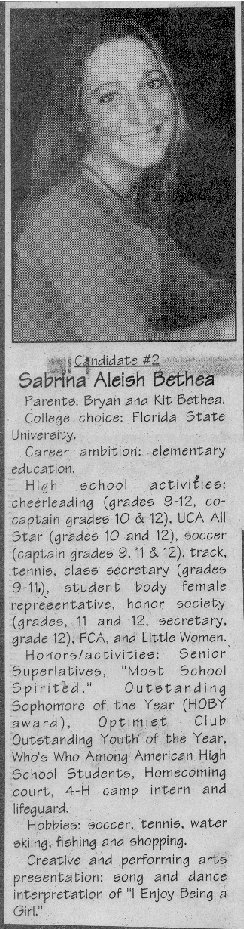 Candidate #2
Sabrina Aleish Bethea
Parents: Bryan and Kit Bethea.
College choice: Florida State
University.
Career ambition: elementary
education.
High school activities:
cheerleading (grades 9-12, co-
captain grades 10 & 12), UCA All
Star (grades 10 and 12), soccer
(captain grades 9, 11 & 12), track,
tennis, class secretary (grades
9-11), student body female
representative, honor society
(grades, 11 and 12, secretary,
grade 12), FCA, and Little Women.
Honors/activities: Senior
Superlatives, "Most School
Spirited." Outstanding
Sophomore of the Year (HOBY
award), Optimist Club
Outstanding Youth of the Year,
Who's Who Among American High
School Students, Homecoming
court, 4-H camp intern and
lifeguard.
Hobbies: soccer, tennis, water
skiing, fishing and shopping.
Creative and performing arts
presentation: song and dance
interpretation of "I Enjoy Being a
Girl."